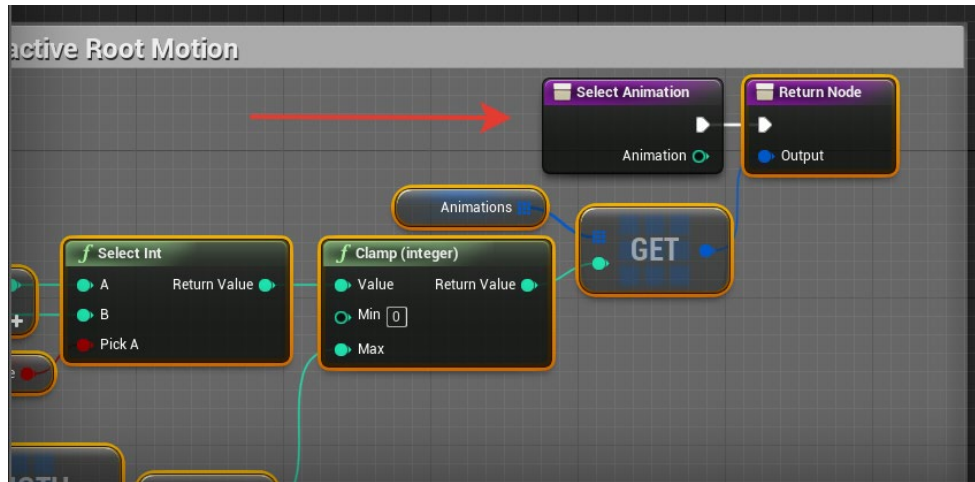 active Root Motion
Select Animation
Return Node
Animation
Output
Animations
GET
f Select Int
A
Return Value
B
Pick A
f Clamp (integer)
Value
Return Value
Min 0
Max